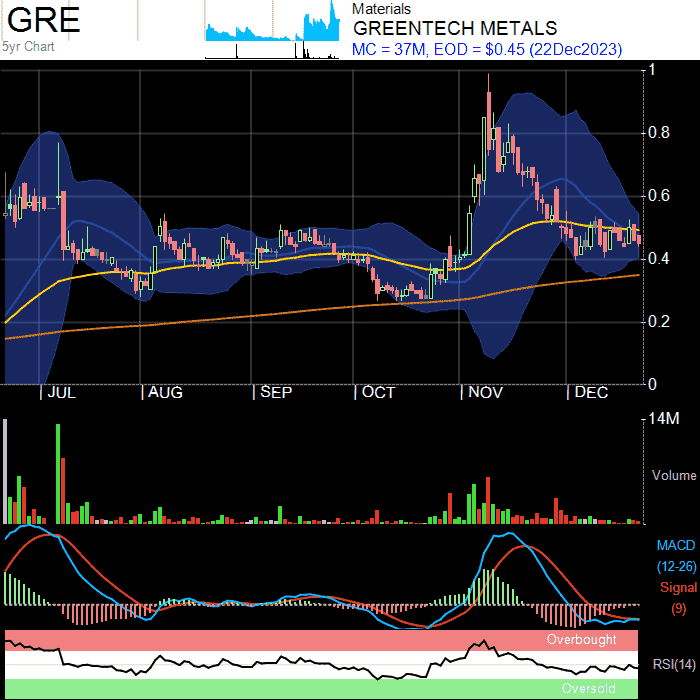 GRE
5yr Chart
Materials
GREENTECH METALS
MC = 37M, EOD = $0.45 (22Dec2023)
1
0.8
0.6
0.4
0.2
0
JUL AUG SEP OCT NOV DEC
14M
Volume
MACD
(12-26)
Signal
(9)
Overbought
RSI(14)
Oversold